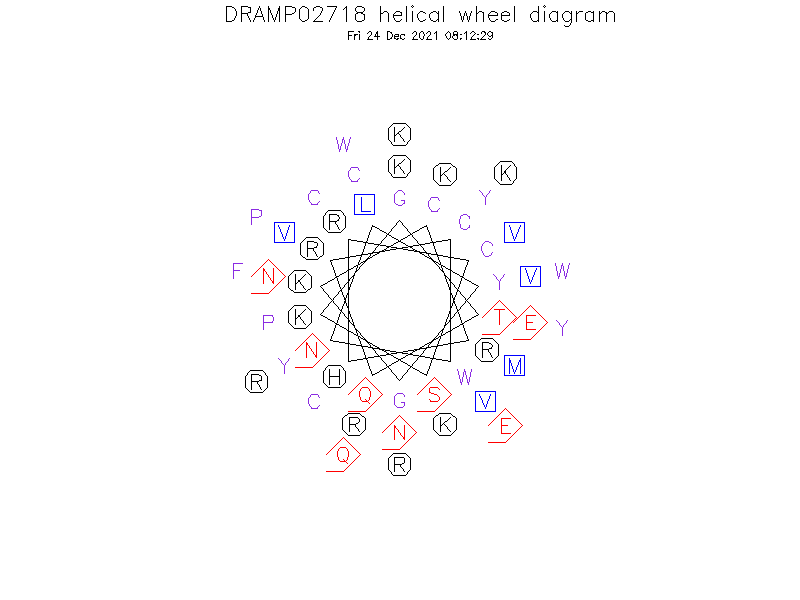 DRAMP02718 helical wheel diagram
Fri 24 Dec 2021 08:12:29
K
W
K
C K K
C G Y
L C
P R C
V V
R C
F N V W
K Y
P K T E Y
N R
Y M
R H W
C Q G S V
R N K E
Q
R